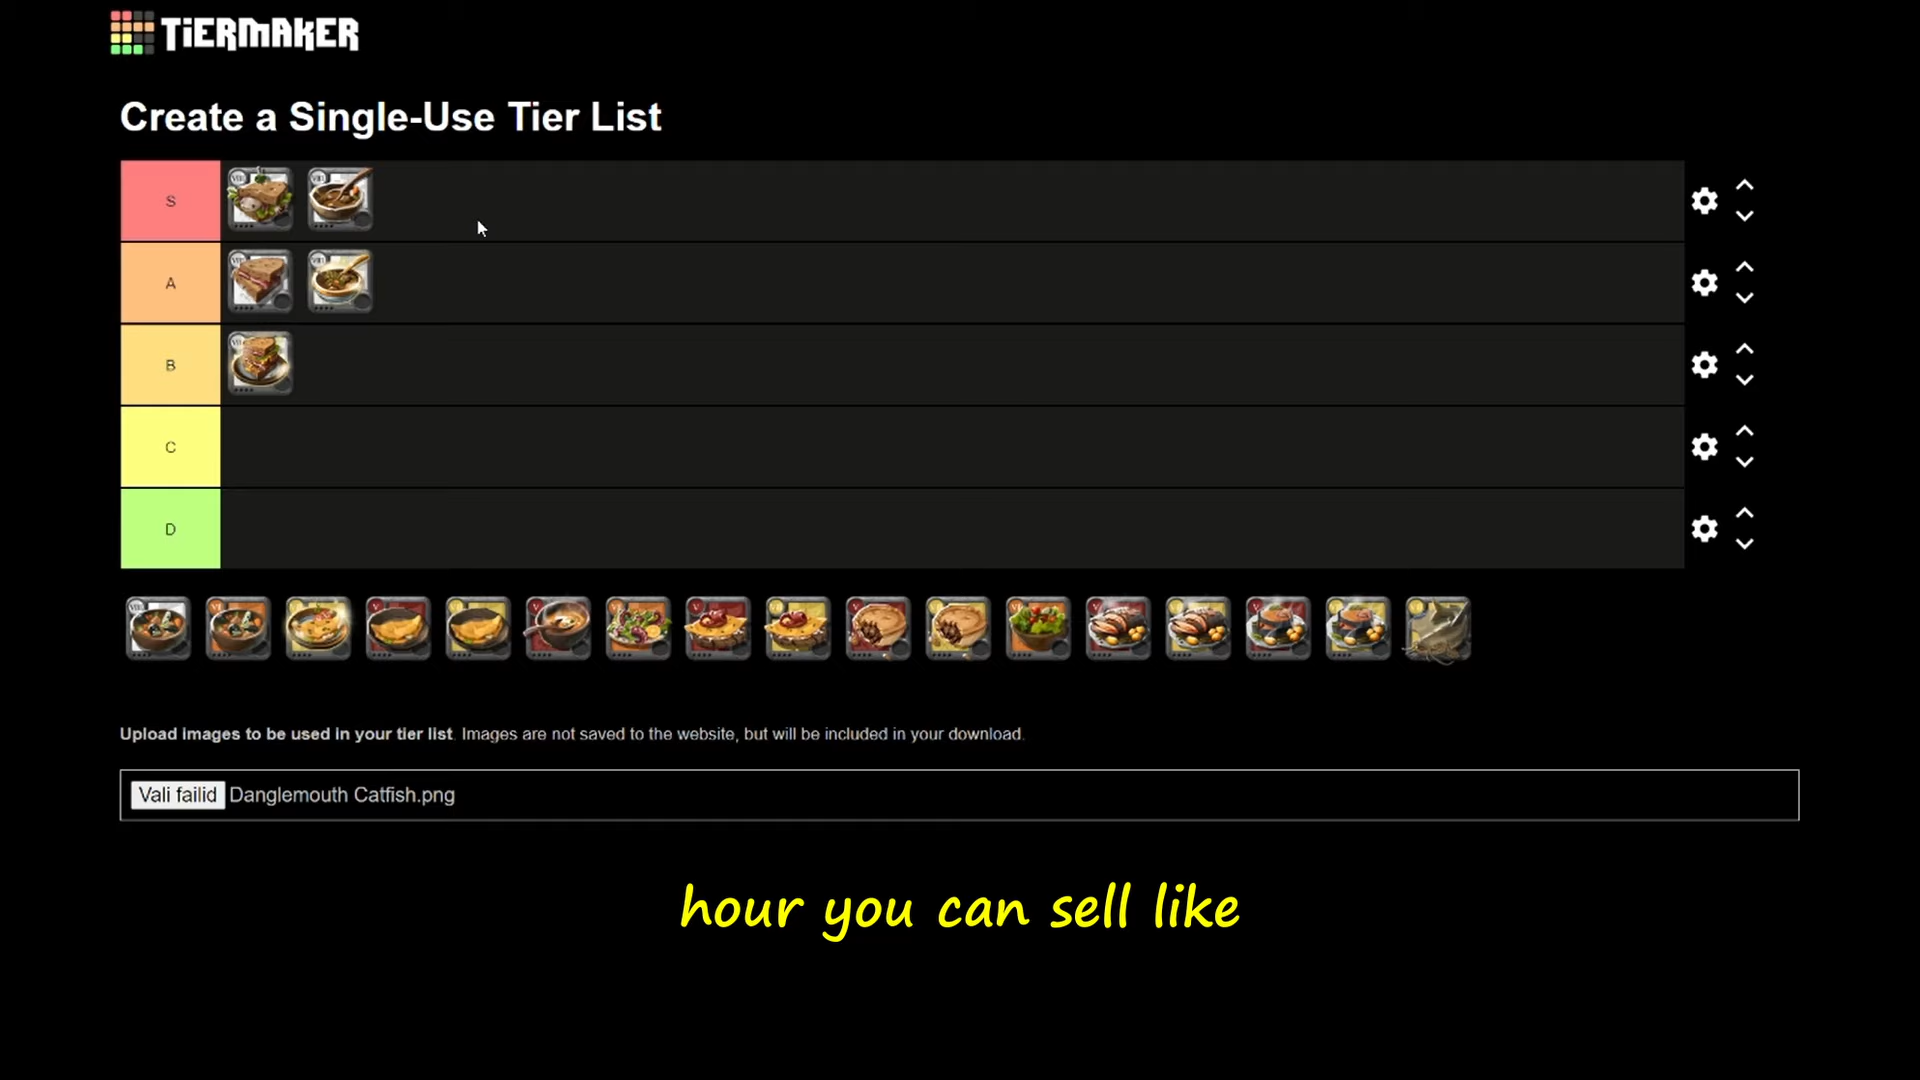 TiERMAKER
Create a Single-Use Tier List
S
A
B
C
D
Upload images to be used in your tier list. Images are not saved to the website, but will be included in your download.
Vali failid Danglemouth Catfish.png
hour you can sell like